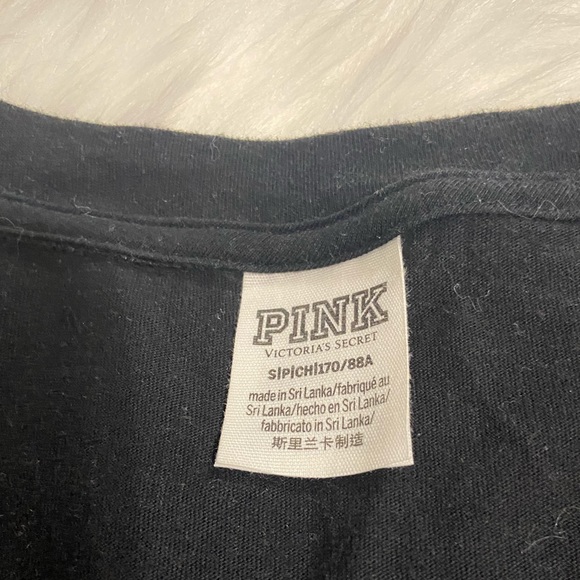 PINK
VICTORIA'S SECRET
S|P|CH|170/88A
made in Sri Lanka/fabriqué au
Sri Lanka/hecho en Sri Lanka/
fabbricato in Sri Lanka/
斯里兰卡制造